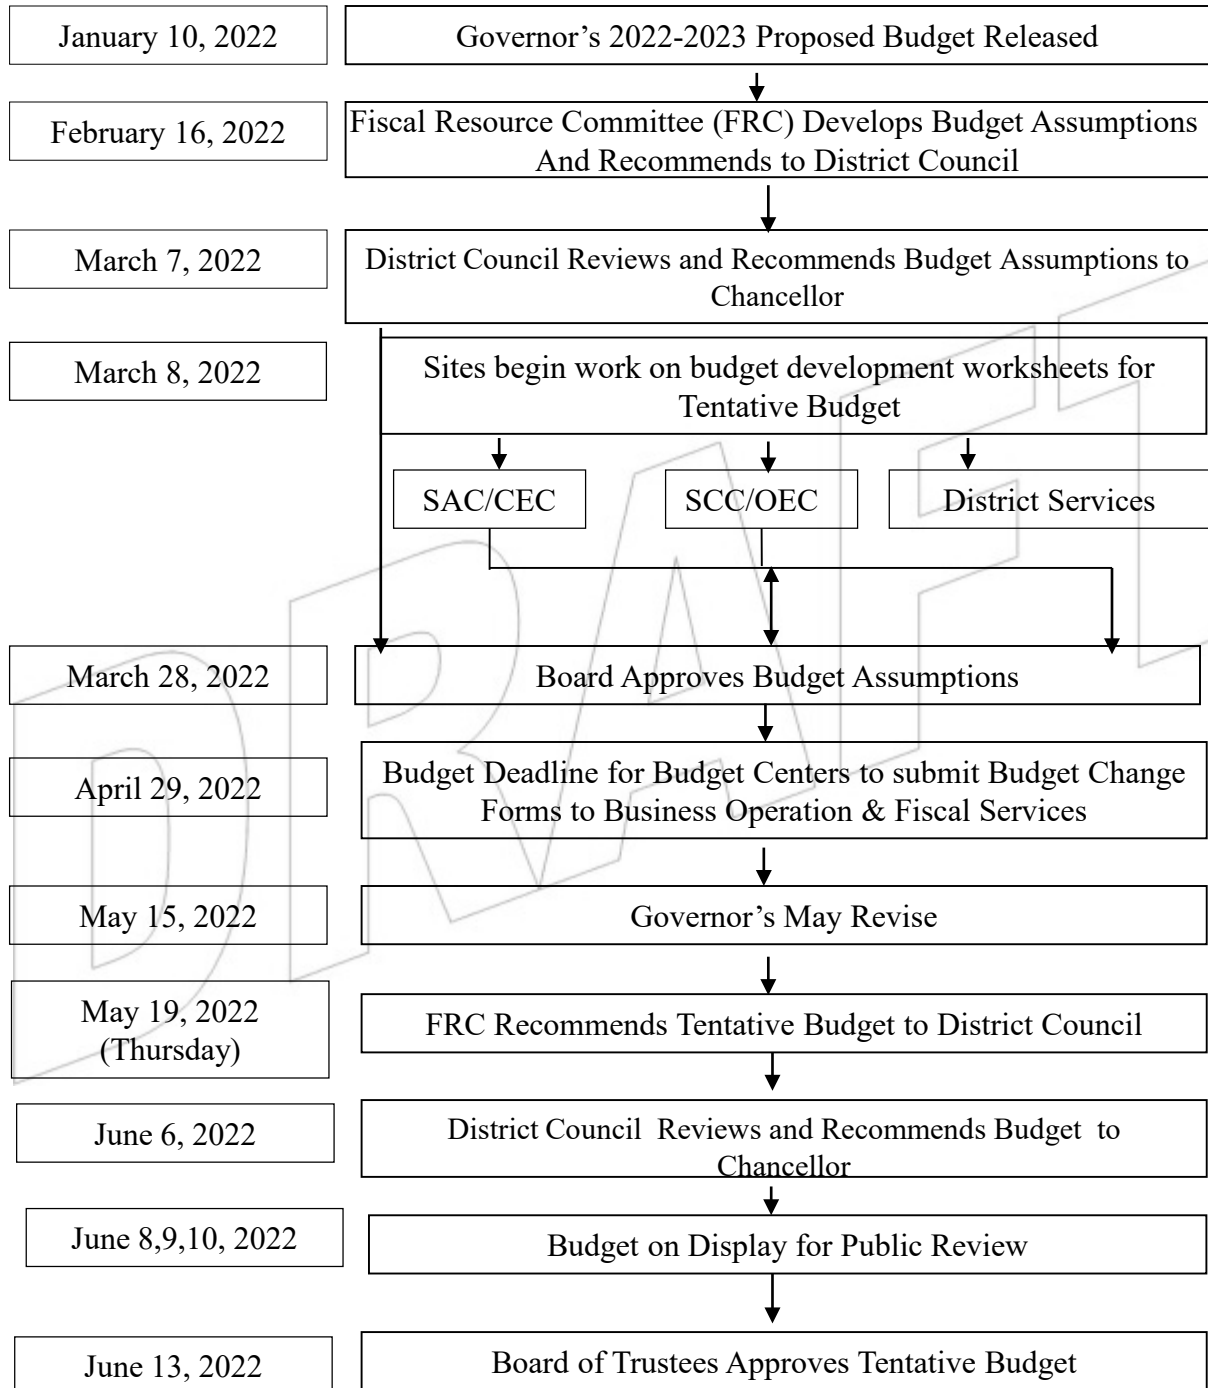 January 10, 2022
Governor’s 2022-2023 Proposed Budget Released
February 16, 2022
Fiscal Resource Committee (FRC) Develops Budget Assumptions
And Recommends to District Council
March 7, 2022
District Council Reviews and Recommends Budget Assumptions to
Chancellor
March 8, 2022
Sites begin work on budget development worksheets for
Tentative Budget
SAC/CEC
SCC/OEC
District Services
March 28, 2022
Board Approves Budget Assumptions
April 29, 2022
Budget Deadline for Budget Centers to submit Budget Change
Forms to Business Operation & Fiscal Services
May 15, 2022
Governor’s May Revise
May 19, 2022
(Thursday)
FRC Recommends Tentative Budget to District Council
June 6, 2022
District Council Reviews and Recommends Budget to
Chancellor
June 8,9,10, 2022
Budget on Display for Public Review
June 13, 2022
Board of Trustees Approves Tentative Budget
DRAFT